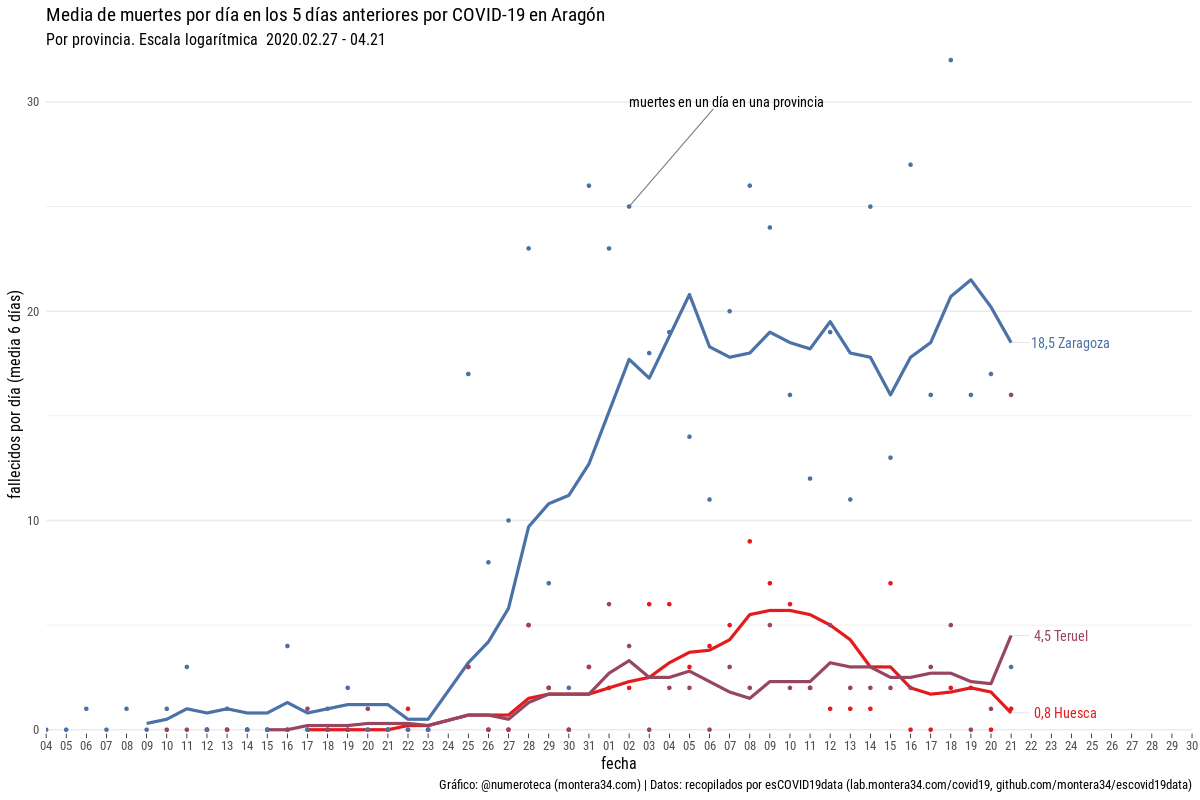 Media de muertes por día en los 5 días anteriores por COVID-19 en Aragón
Por provincia. Escala logarítmica 2020.02.27 - 04.21
30
muertes en un día en una provincia
20
18,5 Zaragoza
fallecidos por día (media 6 días)
10
4,5 Teruel
0,8 Huesca
0
04 05 06 07 08 09 10 11 12 13 14 15 16 17 18 19 20 21 22 23 24 25 26 27 28 29 30 31 01 02 03 04 05 06 07 08 09 10 11 12 13 14 15 16 17 18 19 20 21 22 23 24 25 26 27 28 29 30
fecha
Gráfico: @numeroteca (montera34.com) | Datos: recopilados por esCOVID19data (lab.montera34.com/covid19, github.com/montera34/escovid19data)